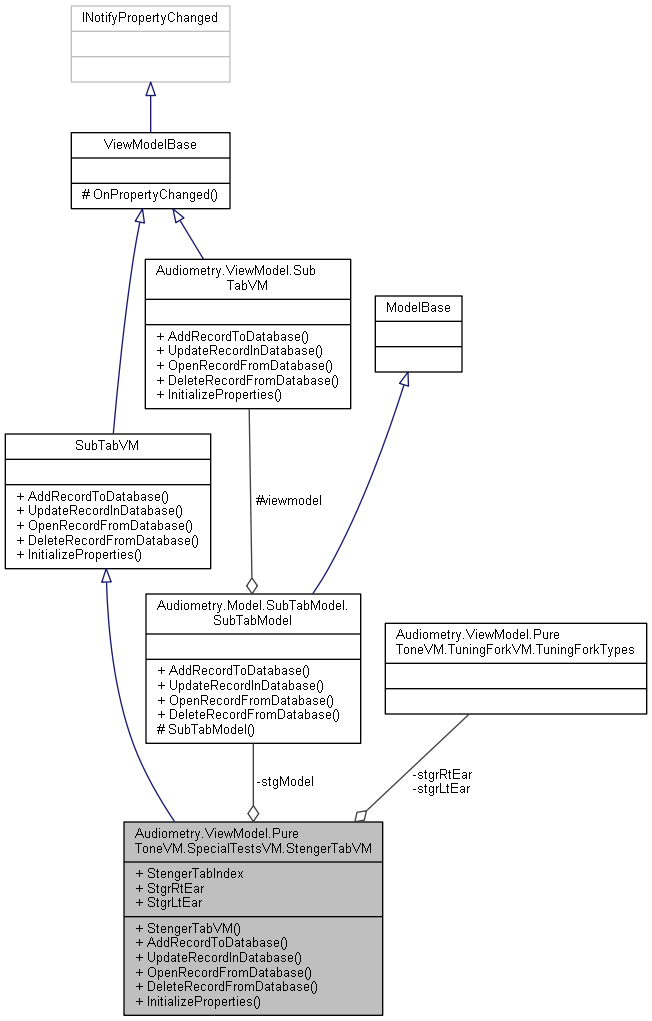 INotifyPropertyChanged
ViewModelBase
# OnPropertyChanged()
Audiometry.ViewModel.Sub
TabVM
+ AddRecordToDatabase()
+ UpdateRecordInDatabase()
+ OpenRecordFromDatabase()
+ DeleteRecordFromDatabase()
+ InitializeProperties()
ModelBase
SubTabVM
+ AddRecordToDatabase()
+ UpdateRecordInDatabase()
+ OpenRecordFromDatabase()
+ DeleteRecordFromDatabase()
+ InitializeProperties()
#viewmodel
Audiometry.Model.SubTabModel.
SubTabModel
+ AddRecordToDatabase()
+ UpdateRecordInDatabase()
+ OpenRecordFromDatabase()
+ DeleteRecordFromDatabase()
# SubTabModel()
Audiometry.ViewModel.Pure
ToneVM.TuningForkVM.TuningForkTypes
-stgModel
-stgrRtEar
-stgrLtEar
Audiometry.ViewModel.Pure
ToneVM.SpecialTestsVM.StengerTabVM
+ StengerTabIndex
+ StgrRtEar
+ StgrLtEar
+ StengerTabVM()
+ AddRecordToDatabase()
+ UpdateRecordInDatabase()
+ OpenRecordFromDatabase()
+ DeleteRecordFromDatabase()
+ InitializeProperties()